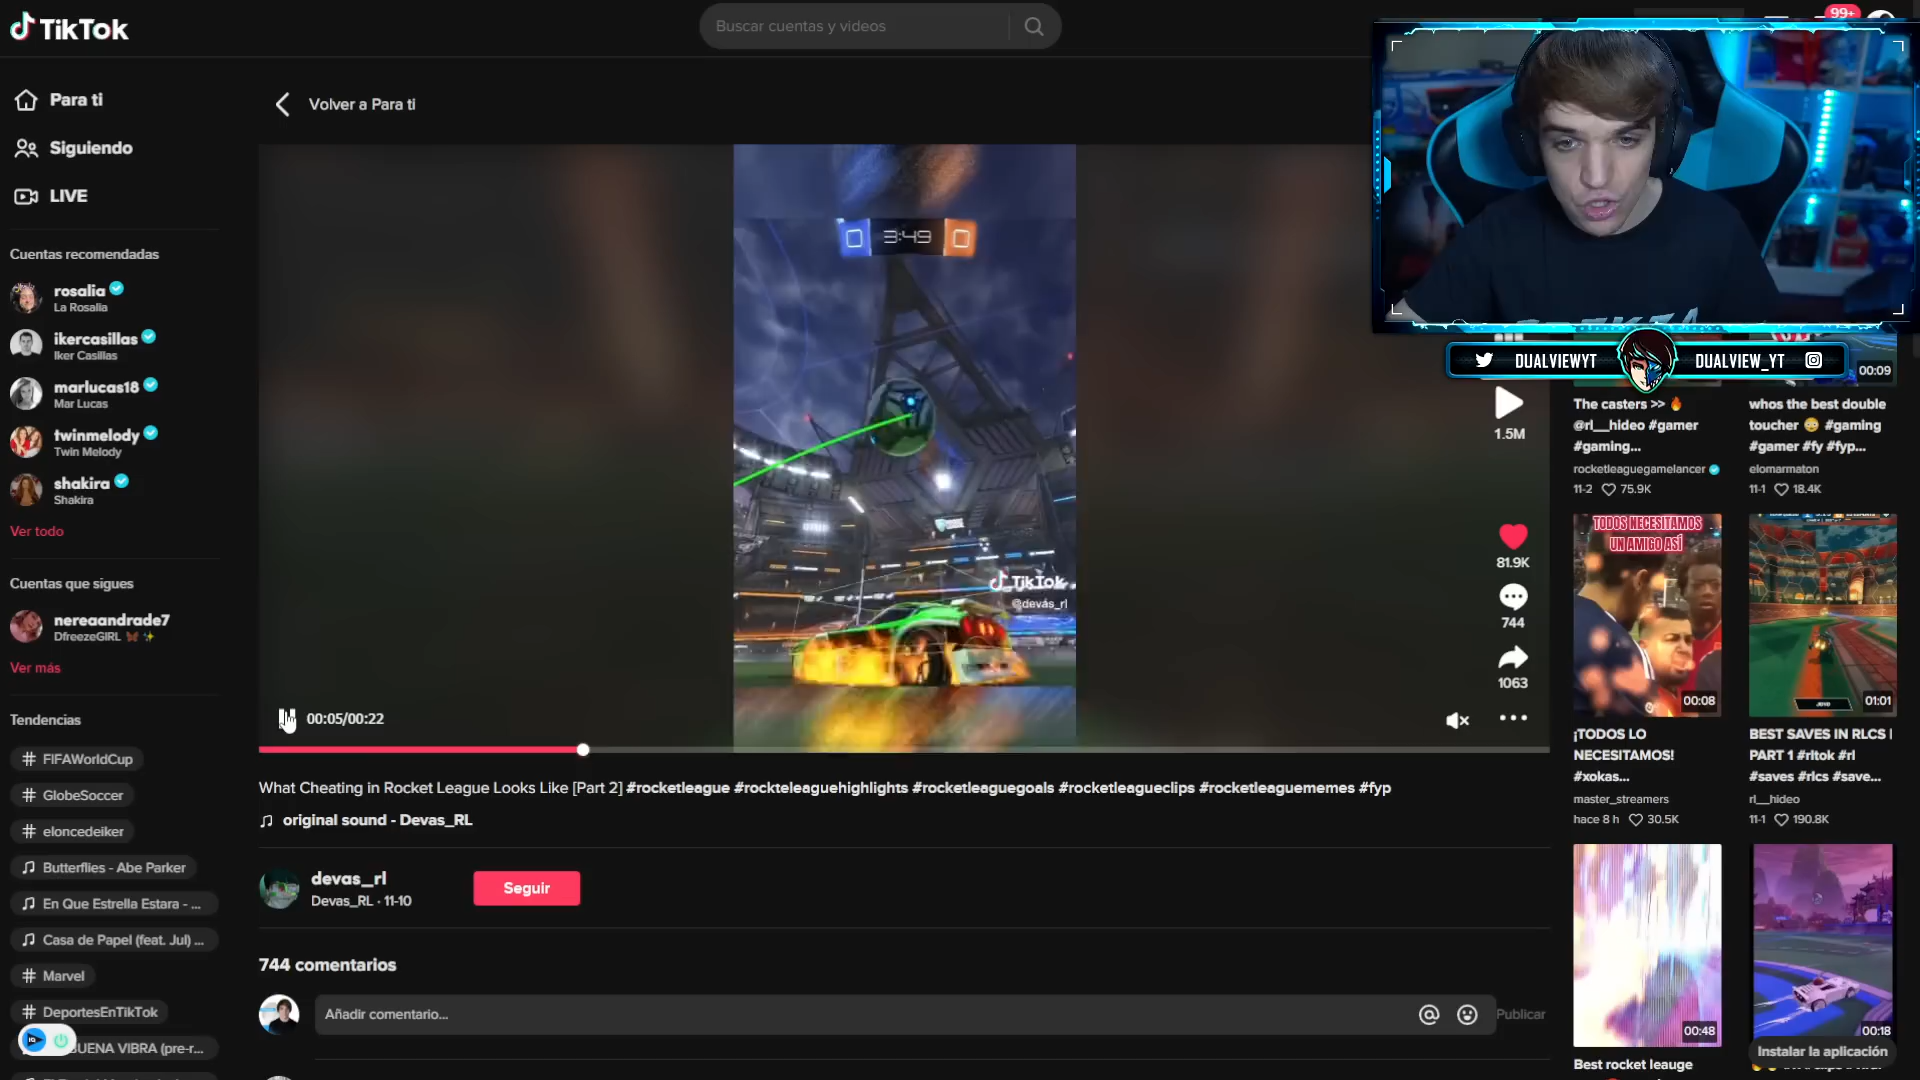 TikTok
Buscar cuentas y videos
99+
Para ti
Siguiendo
LIVE
Cuentas recomendadas
rosalia
La Rosalia
ikercasillas
Iker Casillas
marlucas18
Mar Lucas
twinmelody
Twin Melody
shakira
Shakira
Ver todo
Cuentas que sigues
nereaandrade7
DfreezeGIRL
Ver más
Tendencias
FIFAWorldCup
GlobeSoccer
eloncedeiker
Butterflies - Abe Parker
En Que Estrella Estara - ...
Casa de Papel (feat. Jul) ...
Marvel
DeportesEnTikTok
BUENA VIBRA (pre-r...
Volver a Para ti
0 3:49 0
TikTok
@devas_rl
00:05/00:22
1.5M
81.9K
744
1063
What Cheating in Rocket League Looks Like [Part 2] #rocketleague #rockteleaguehighlights #rocketleaguegoals #rocketleagueclips #rocketleaguememes #fyp
original sound - Devas_RL
devas_rl
Devas_RL · 11-10
Seguir
744 comentarios
Añadir comentario...
Publicar
DUALVIEWYT
DUALVIEW_YT
00:09
The casters >> 🔥
@rl__hideo #gamer
#gaming...
rocketleaguegamelancer
11-2 75.9K
whos the best double
toucher 😳 #gaming
#gamer #fy #fyp...
elomarmaton
11-1 18.4K
TODOS NECESITAMOS
UN AMIGO ASÍ
00:08
¡TODOS LO
NECESITAMOS!
#xokas...
master_streamers
hace 8 h 30.5K
01:01
BEST SAVES IN RLCS |
PART 1 #rltok #rl
#saves #rlcs #save...
rl__hideo
11-1 190.8K
00:48
Best rocket leauge
00:18
Instalar la aplicación